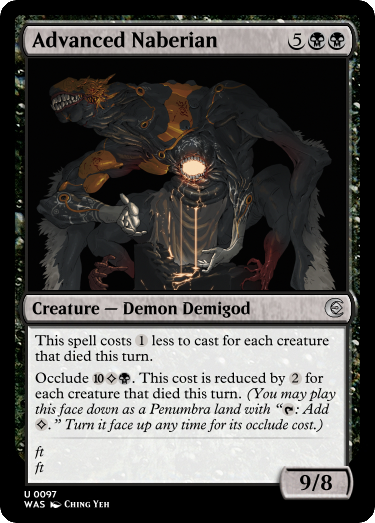 Advanced Naberian 5
Creature — Demon Demigod
This spell costs 1 less to cast for each creature
that died this turn.
Occlude 10. This cost is reduced by 2 for
each creature that died this turn. (You may play
this face down as a Penumbra land with “: Add
.” Turn it face up any time for its occlude cost.)
ft
ft
9/8
U 0097
WAS Ching Yeh